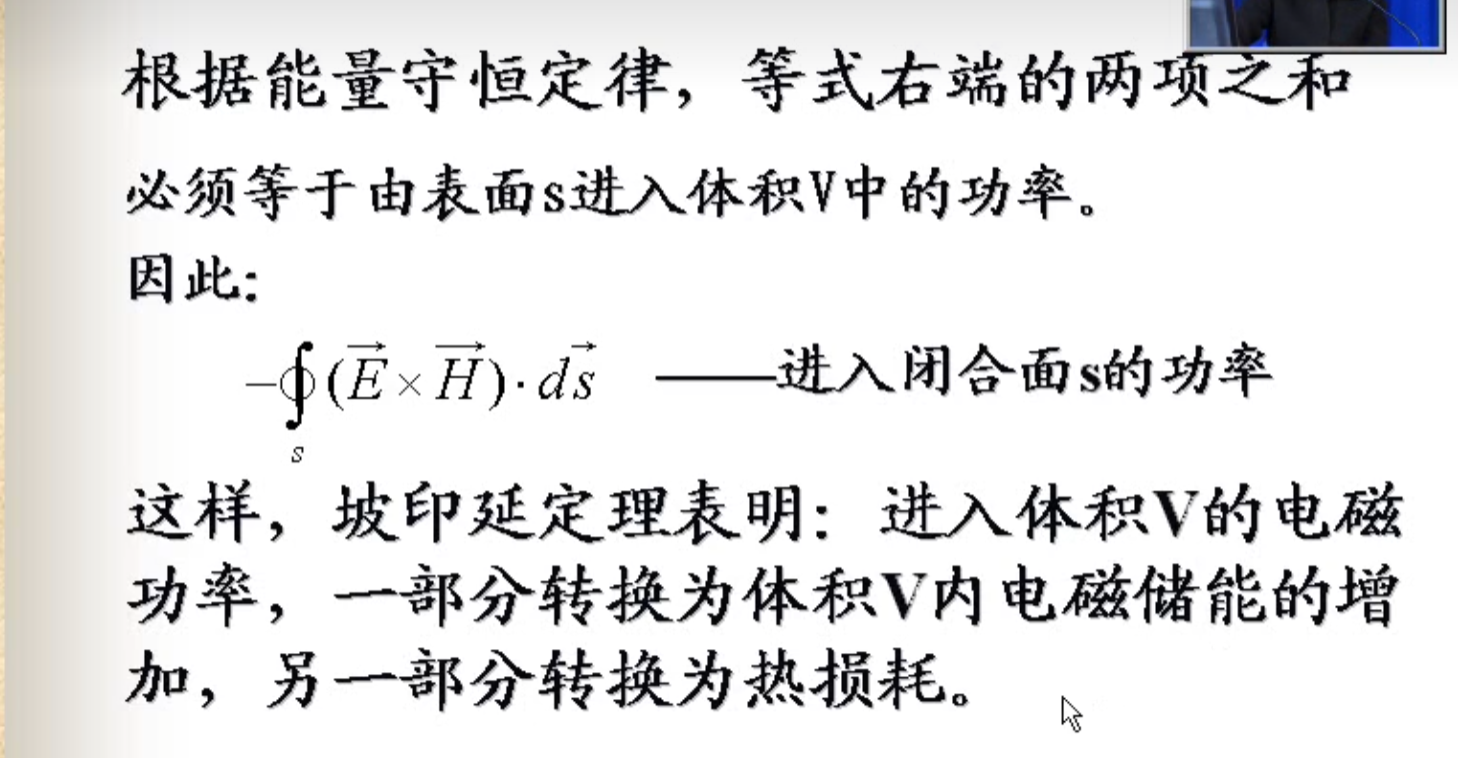 根据能量守恒定律，等式右端的两项之和
必须等于由表面s进入体积V中的功率。
因此:
$-\oint_s (\vec{E} \times \vec{H}) \cdot d\vec{s}$ ——进入闭合面s的功率
这样，坡印延定理表明：进入体积V的电磁
功率，一部分转换为体积V内电磁储能的增
加，另一部分转换为热损耗。